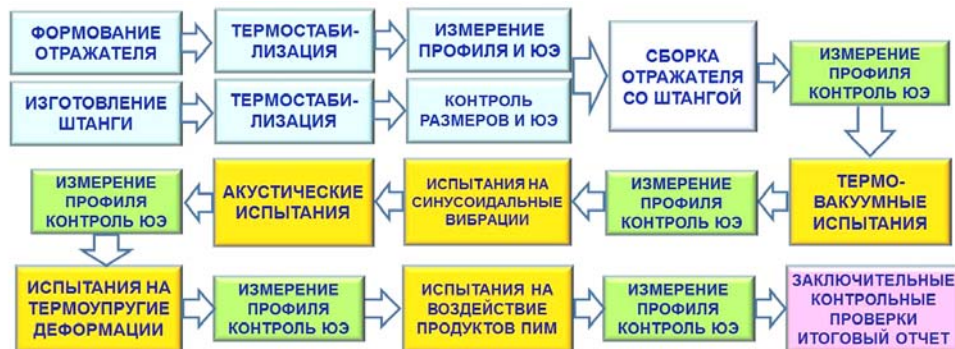 ФОРМОВАНИЕ
ОТРАЖАТЕЛЯ
ТЕРМОСТАБИ-
ЛИЗАЦИЯ
ИЗМЕРЕНИЕ
ПРОФИЛЯ И ЮЭ
ИЗГОТОВЛЕНИЕ
ШТАНГИ
ТЕРМОСТАБИ-
ЛИЗАЦИЯ
КОНТРОЛЬ
РАЗМЕРОВ И ЮЭ
СБОРКА
ОТРАЖАТЕЛЯ
СО ШТАНГОЙ
ИЗМЕРЕНИЕ
ПРОФИЛЯ
КОНТРОЛЬ ЮЭ
ТЕРМО-
ВАКУУМНЫЕ
ИСПЫТАНИЯ
ИЗМЕРЕНИЕ
ПРОФИЛЯ
КОНТРОЛЬ ЮЭ
ИСПЫТАНИЯ НА
СИНУСОИДАЛЬНЫЕ
ВИБРАЦИИ
АКУСТИЧЕСКИЕ
ИСПЫТАНИЯ
ИЗМЕРЕНИЕ
ПРОФИЛЯ
КОНТРОЛЬ ЮЭ
ИСПЫТАНИЯ НА
ТЕРМОУПРУГИЕ
ДЕФОРМАЦИИ
ИЗМЕРЕНИЕ
ПРОФИЛЯ
КОНТРОЛЬ ЮЭ
ИСПЫТАНИЯ НА
ВОЗДЕЙСТВИЕ
ПРОДУКТОВ ПИМ
ИЗМЕРЕНИЕ
ПРОФИЛЯ
КОНТРОЛЬ ЮЭ
ЗАКЛЮЧИТЕЛЬНЫЕ
КОНТРОЛЬНЫЕ
ПРОВЕРКИ
ИТОГОВЫЙ ОТЧЕТ